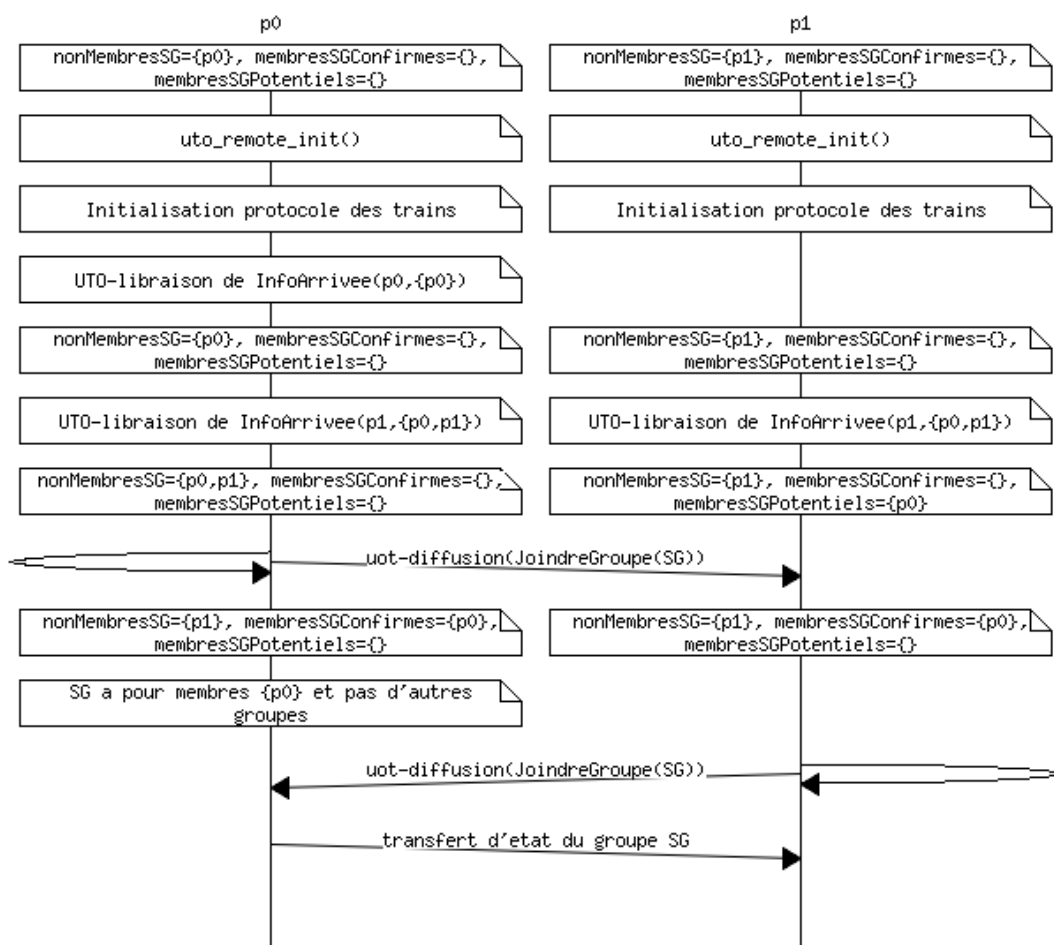 p0
p1
nonMembresSG={p0}, membresSGConfirmes={},
membresSGPotentiels={}
nonMembresSG={p1}, membresSGConfirmes={},
membresSGPotentiels={}
uto_remote_init()
uto_remote_init()
Initialisation protocole des trains
Initialisation protocole des trains
UTO-libraison de InfoArrivee(p0,{p0})
nonMembresSG={p0}, membresSGConfirmes={},
membresSGPotentiels={}
nonMembresSG={p1}, membresSGConfirmes={},
membresSGPotentiels={}
UTO-libraison de InfoArrivee(p1,{p0,p1})
UTO-libraison de InfoArrivee(p1,{p0,p1})
nonMembresSG={p0,p1}, membresSGConfirmes={},
membresSGPotentiels={}
nonMembresSG={p1}, membresSGConfirmes={},
membresSGPotentiels={p0}
uot-diffusion(JoindreGroupe(SG))
nonMembresSG={p1}, membresSGConfirmes={p0},
membresSGPotentiels={}
nonMembresSG={p1}, membresSGConfirmes={p0},
membresSGPotentiels={}
SG a pour membres {p0} et pas d'autres
groupes
uot-diffusion(JoindreGroupe(SG))
transfert d'etat du groupe SG